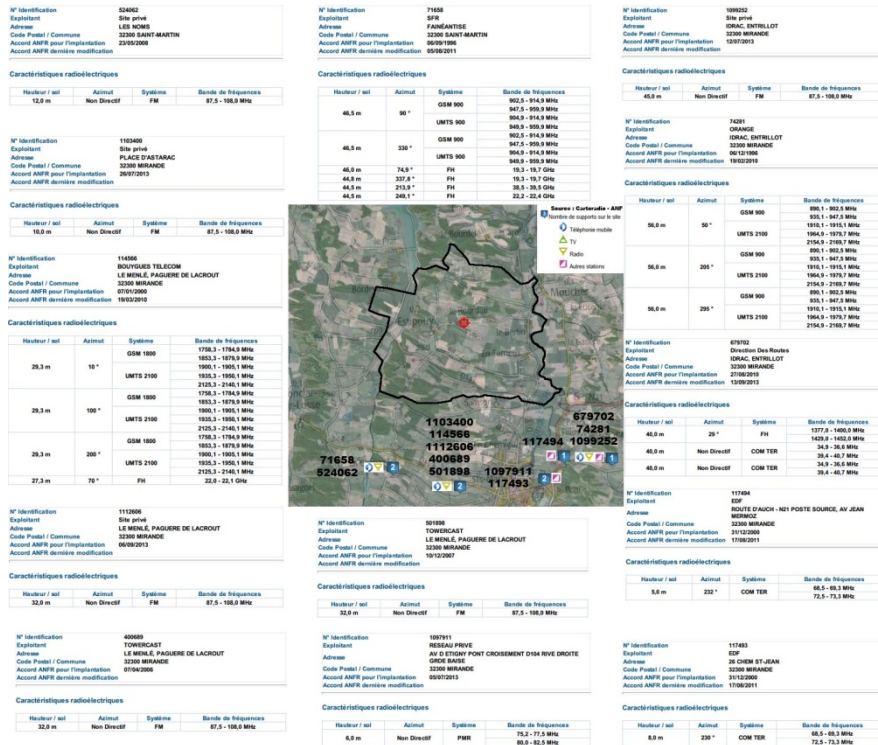 N° Identification 524062
Exploitant Site privé
Adresse LES NOMS
Code Postal / Commune 32300 SAINT-MARTIN
Accord ANFR pour l'implantation 23/05/2008
Accord ANFR dernière modification
Caractéristiques radioélectriques
Hauteur / sol Azimut Système Bande de fréquences
12,0 m Non Directif FM 87,5 - 108,0 MHz
N° Identification 1103400
Exploitant Site privé
Adresse PLACE D'ASTARAC
Code Postal / Commune 32300 MIRANDE
Accord ANFR pour l'implantation 26/07/2013
Accord ANFR dernière modification
Caractéristiques radioélectriques
Hauteur / sol Azimut Système Bande de fréquences
10,0 m Non Directif FM 87,5 - 108,0 MHz
N° Identification 114566
Exploitant BOUYGUES TELECOM
Adresse LE MENLÉ, PAGUERE DE LACROUT
Code Postal / Commune 32300 MIRANDE
Accord ANFR pour l'implantation 07/01/2000
Accord ANFR dernière modification 19/03/2010
Caractéristiques radioélectriques
Hauteur / sol Azimut Système Bande de fréquences
29,3 m 10 ° GSM 1800 1758,3 - 1784,9 MHz
1853,3 - 1879,9 MHz
UMTS 2100 1900,1 - 1905,1 MHz
1935,3 - 1950,1 MHz
2125,3 - 2140,1 MHz
29,3 m 100 ° GSM 1800 1758,3 - 1784,9 MHz
1853,3 - 1879,9 MHz
UMTS 2100 1900,1 - 1905,1 MHz
1935,3 - 1950,1 MHz
2125,3 - 2140,1 MHz
29,3 m 200 ° GSM 1800 1758,3 - 1784,9 MHz
1853,3 - 1879,9 MHz
UMTS 2100 1900,1 - 1905,1 MHz
1935,3 - 1950,1 MHz
2125,3 - 2140,1 MHz
27,3 m 70 ° FH 22,0 - 22,1 GHz
N° Identification 1112606
Exploitant Site privé
Adresse LE MENLÉ, PAGUERE DE LACROUT
Code Postal / Commune 32300 MIRANDE
Accord ANFR pour l'implantation 06/09/2013
Accord ANFR dernière modification
Caractéristiques radioélectriques
Hauteur / sol Azimut Système Bande de fréquences
32,0 m Non Directif FM 87,5 - 108,0 MHz
N° Identification 400689
Exploitant TOWERCAST
Adresse LE MENLÉ, PAGUERE DE LACROUT
Code Postal / Commune 32300 MIRANDE
Accord ANFR pour l'implantation 07/04/2006
Accord ANFR dernière modification
Caractéristiques radioélectriques
Hauteur / sol Azimut Système Bande de fréquences
32,0 m Non Directif FM 87,5 - 108,0 MHz
N° Identification 71658
Exploitant SFR
Adresse FAINÉANTISE
Code Postal / Commune 32300 SAINT-MARTIN
Accord ANFR pour l'implantation 06/09/1996
Accord ANFR dernière modification 05/08/2011
Caractéristiques radioélectriques
Hauteur / sol Azimut Système Bande de fréquences
46,5 m 90 ° GSM 900 902,5 - 914,9 MHz
947,5 - 959,9 MHz
UMTS 900 904,9 - 914,9 MHz
949,9 - 959,9 MHz
46,5 m 330 ° GSM 900 902,5 - 914,9 MHz
947,5 - 959,9 MHz
UMTS 900 904,9 - 914,9 MHz
949,9 - 959,9 MHz
46,0 m 74,9 ° FH 19,3 - 19,7 GHz
44,8 m 337,8 ° FH 19,3 - 19,7 GHz
44,5 m 213,9 ° FH 38,5 - 39,5 GHz
44,5 m 249,1 ° FH 22,2 - 22,4 GHz
Source : Cartoradio - ANF
Nombre de supports sur le site
Téléphonie mobile
TV
Radio
Autres stations
Estipouy
Mouches
71658
524062
2
1103400
114566
1112606
400689
501898
2
1097911
117493
2
117494
1
679702
74281
1099252
1
N° Identification 501898
Exploitant TOWERCAST
Adresse LE MENLÉ, PAGUERE DE LACROUT
Code Postal / Commune 32300 MIRANDE
Accord ANFR pour l'implantation 10/12/2007
Accord ANFR dernière modification
Caractéristiques radioélectriques
Hauteur / sol Azimut Système Bande de fréquences
32,0 m Non Directif FM 87,5 - 108,0 MHz
N° Identification 1097911
Exploitant RESEAU PRIVE
Adresse AV D ETIGNY PONT CROISEMENT D104 RIVE DROITE
GRDE BAISE
Code Postal / Commune 32300 MIRANDE
Accord ANFR pour l'implantation 05/07/2013
Accord ANFR dernière modification
Caractéristiques radioélectriques
Hauteur / sol Azimut Système Bande de fréquences
6,0 m Non Directif PMR 75,2 - 77,5 MHz
80,0 - 82,5 MHz
N° Identification 1099252
Exploitant Site privé
Adresse IDRAC, ENTRILLOT
Code Postal / Commune 32300 MIRANDE
Accord ANFR pour l'implantation 12/07/2013
Accord ANFR dernière modification
Caractéristiques radioélectriques
Hauteur / sol Azimut Système Bande de fréquences
45,0 m Non Directif FM 87,5 - 108,0 MHz
N° Identification 74281
Exploitant ORANGE
Adresse IDRAC, ENTRILLOT
Code Postal / Commune 32300 MIRANDE
Accord ANFR pour l'implantation 06/12/1996
Accord ANFR dernière modification 19/02/2010
Caractéristiques radioélectriques
Hauteur / sol Azimut Système Bande de fréquences
56,0 m 50 ° GSM 900 890,1 - 902,5 MHz
935,1 - 947,5 MHz
UMTS 2100 1910,1 - 1915,1 MHz
1964,9 - 1979,7 MHz
2154,9 - 2169,7 MHz
56,0 m 205 ° GSM 900 890,1 - 902,5 MHz
935,1 - 947,5 MHz
UMTS 2100 1910,1 - 1915,1 MHz
1964,9 - 1979,7 MHz
2154,9 - 2169,7 MHz
56,0 m 295 ° GSM 900 890,1 - 902,5 MHz
935,1 - 947,5 MHz
UMTS 2100 1910,1 - 1915,1 MHz
1964,9 - 1979,7 MHz
2154,9 - 2169,7 MHz
N° Identification 679702
Exploitant Direction Des Routes
Adresse IDRAC, ENTRILLOT
Code Postal / Commune 32300 MIRANDE
Accord ANFR pour l'implantation 27/08/2010
Accord ANFR dernière modification 13/09/2013
Caractéristiques radioélectriques
Hauteur / sol Azimut Système Bande de fréquences
40,0 m 29 ° FH 1377,0 - 1400,0 MHz
1429,0 - 1452,0 MHz
40,0 m Non Directif COM TER 34,9 - 36,6 MHz
39,4 - 40,7 MHz
40,0 m Non Directif COM TER 34,9 - 36,6 MHz
39,4 - 40,7 MHz
N° Identification 117494
Exploitant EDF
Adresse ROUTE D'AUCH - N21 POSTE SOURCE, AV JEAN
MERMOZ
Code Postal / Commune 32300 MIRANDE
Accord ANFR pour l'implantation 31/12/2000
Accord ANFR dernière modification 17/08/2011
Caractéristiques radioélectriques
Hauteur / sol Azimut Système Bande de fréquences
5,0 m 232 ° COM TER 68,5 - 69,3 MHz
72,5 - 73,3 MHz
N° Identification 117493
Exploitant EDF
Adresse 26 CHEM ST-JEAN
Code Postal / Commune 32300 MIRANDE
Accord ANFR pour l'implantation 31/12/2000
Accord ANFR dernière modification 17/08/2011
Caractéristiques radioélectriques
Hauteur / sol Azimut Système Bande de fréquences
8,0 m 230 ° COM TER 68,5 - 69,3 MHz
72,5 - 73,3 MHz